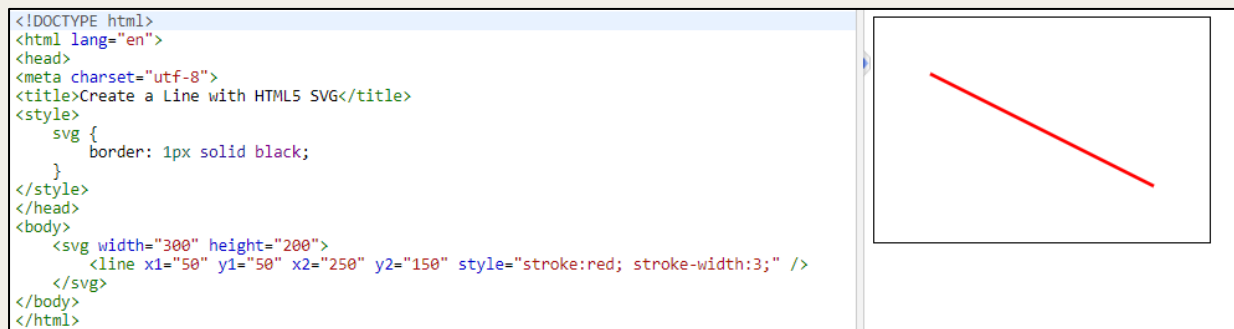 <!DOCTYPE html>
<html lang="en">
<head>
<meta charset="utf-8">
<title>Create a Line with HTML5 SVG</title>
<style>
    svg {
        border: 1px solid black;
    }
</style>
</head>
<body>
    <svg width="300" height="200">
        <line x1="50" y1="50" x2="250" y2="150" style="stroke:red; stroke-width:3;" />
    </svg>
</body>
</html>